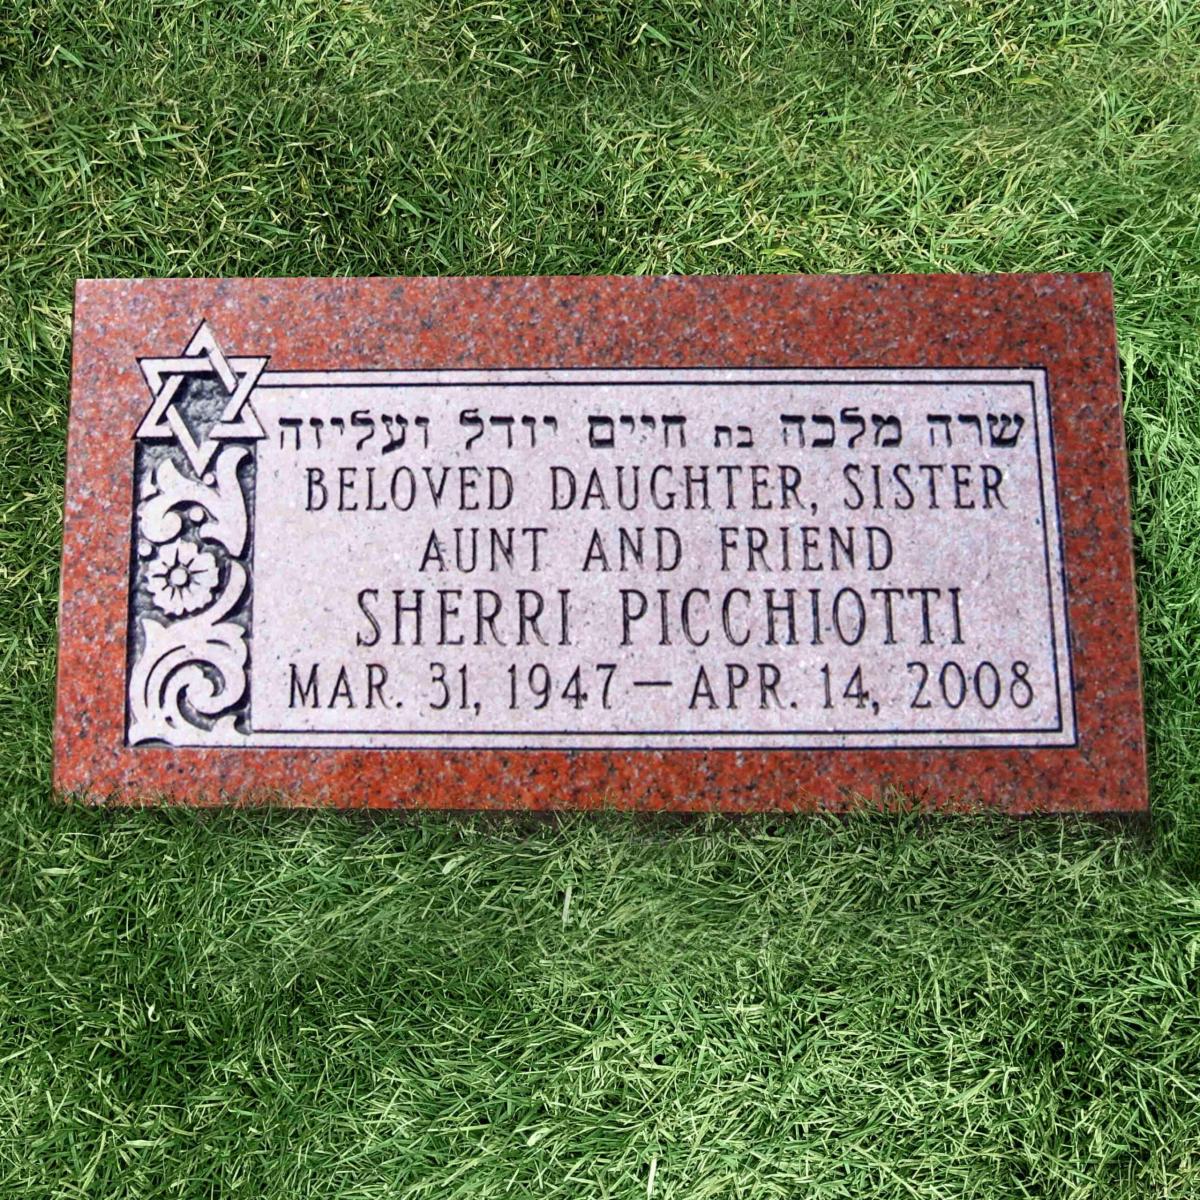 שרה מלכה בת חיים יודל ועליזה
BELOVED DAUGHTER, SISTER
AUNT AND FRIEND
SHERRI PICCHIOTTI
MAR. 31, 1947 — APR. 14, 2008